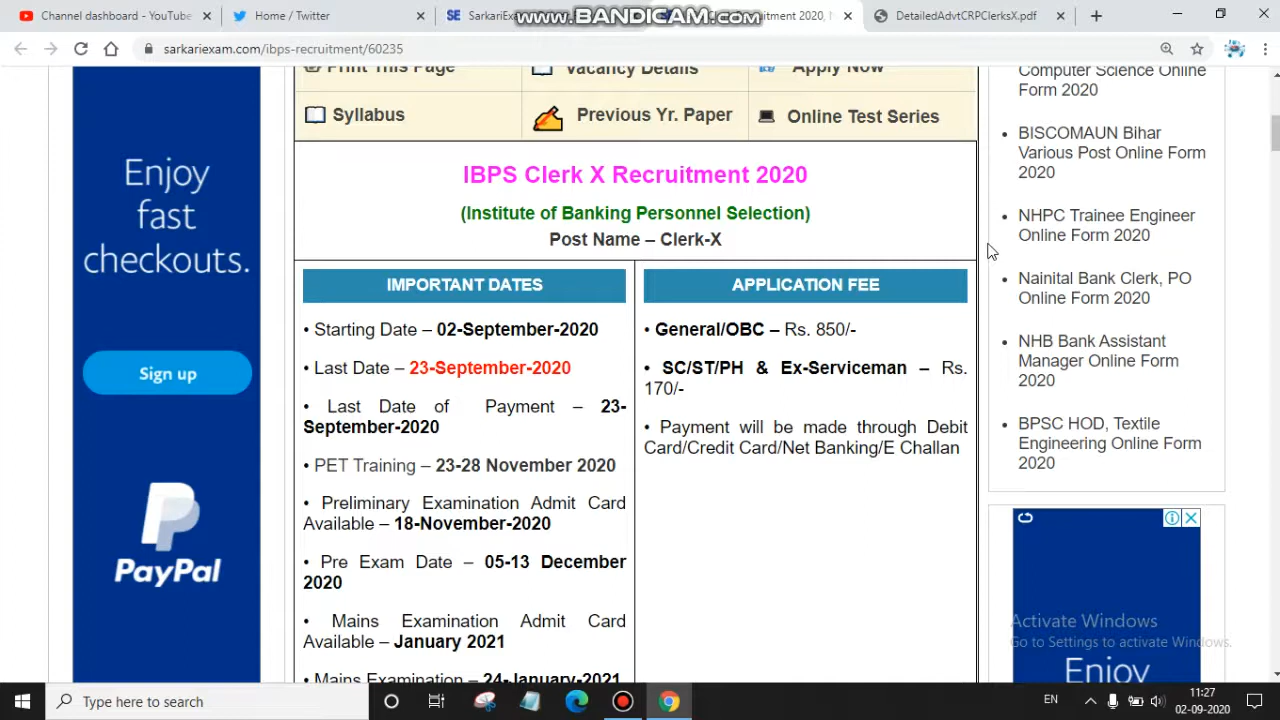 Channel dashboard - YouTube
Home / Twitter
SarkariExa
www.BANDICAM.com
Recruitment 2020,
DetailedAdvtCRPClerksX.pdf
sarkariexam.com/ibps-recruitment/60235
Print This Page
Vacancy Details
Apply Now
Syllabus
Previous Yr. Paper
Online Test Series
IBPS Clerk X Recruitment 2020
(Institute of Banking Personnel Selection)
Post Name – Clerk-X
IMPORTANT DATES
• Starting Date – 02-September-2020
• Last Date – 23-September-2020
• Last Date of Payment – 23-
September-2020
• PET Training – 23-28 November 2020
• Preliminary Examination Admit Card
Available – 18-November-2020
• Pre Exam Date – 05-13 December
2020
• Mains Examination Admit Card
Available – January 2021
• Mains Examination – 24-January-2021
APPLICATION FEE
• General/OBC – Rs. 850/-
• SC/ST/PH & Ex-Serviceman – Rs.
170/-
• Payment will be made through Debit
Card/Credit Card/Net Banking/E Challan
Enjoy
fast
checkouts.
Sign up
PayPal
Computer Science Online
Form 2020
• BISCOMAUN Bihar
Various Post Online Form
2020
• NHPC Trainee Engineer
Online Form 2020
• Nainital Bank Clerk, PO
Online Form 2020
• NHB Bank Assistant
Manager Online Form
2020
• BPSC HOD, Textile
Engineering Online Form
2020
Activate Windows
Go to Settings to activate Windows.
Enjoy
Type here to search
EN
11:27
02-09-2020